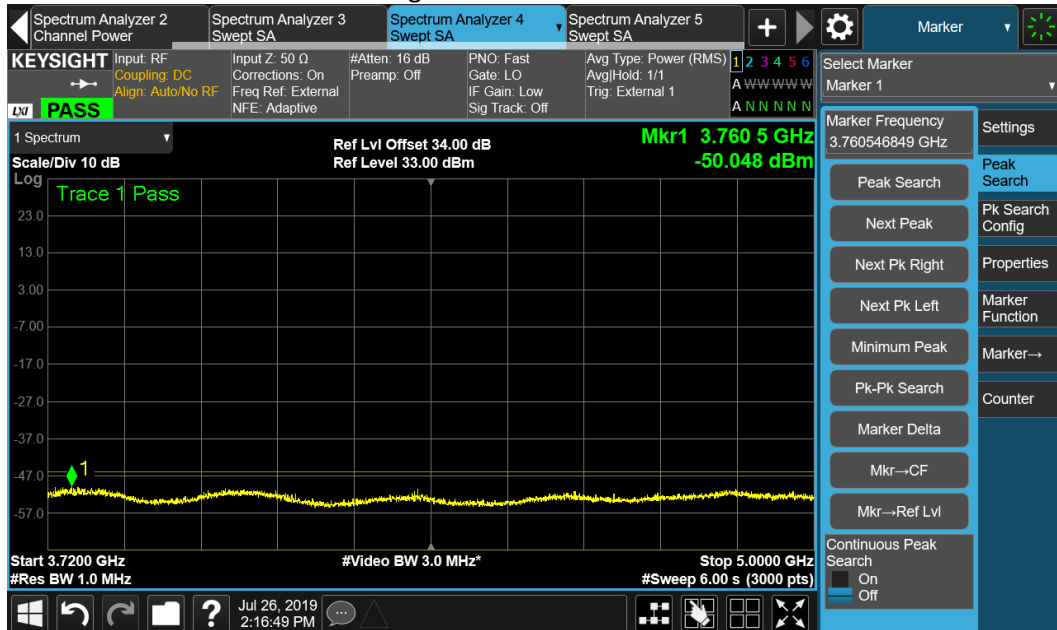 Spectrum Analyzer 2
Channel Power
Spectrum Analyzer 3
Swept SA
Spectrum Analyzer 4
Swept SA
Spectrum Analyzer 5
Swept SA
+
Marker
KEYSIGHT
LXI PASS
Input: RF
Coupling: DC
Align: Auto/No RF
Input Z: 50 Ω
Corrections: On
Freq Ref: External
NFE: Adaptive
#Atten: 16 dB
Preamp: Off
PNO: Fast
Gate: LO
IF Gain: Low
Sig Track: Off
Avg Type: Power (RMS)
Avg|Hold: 1/1
Trig: External 1
1 2 3 4 5 6
A W W W W W
A N N N N N
Select Marker
Marker 1
1 Spectrum
Scale/Div 10 dB
Ref Lvl Offset 34.00 dB
Ref Level 33.00 dBm
Mkr1 3.760 5 GHz
-50.048 dBm
Log
Trace 1 Pass
23.0
13.0
3.00
-7.00
-17.0
-27.0
-37.0
-47.0
-57.0
1
Start 3.7200 GHz
#Res BW 1.0 MHz
#Video BW 3.0 MHz*
Stop 5.0000 GHz
#Sweep 6.00 s (3000 pts)
Marker Frequency
3.760546849 GHz
Peak Search
Next Peak
Next Pk Right
Next Pk Left
Minimum Peak
Pk-Pk Search
Marker Delta
Mkr→CF
Mkr→Ref Lvl
Continuous Peak
Search
On
Off
Settings
Peak
Search
Pk Search
Config
Properties
Marker
Function
Marker→
Counter
?
Jul 26, 2019
2:16:49 PM